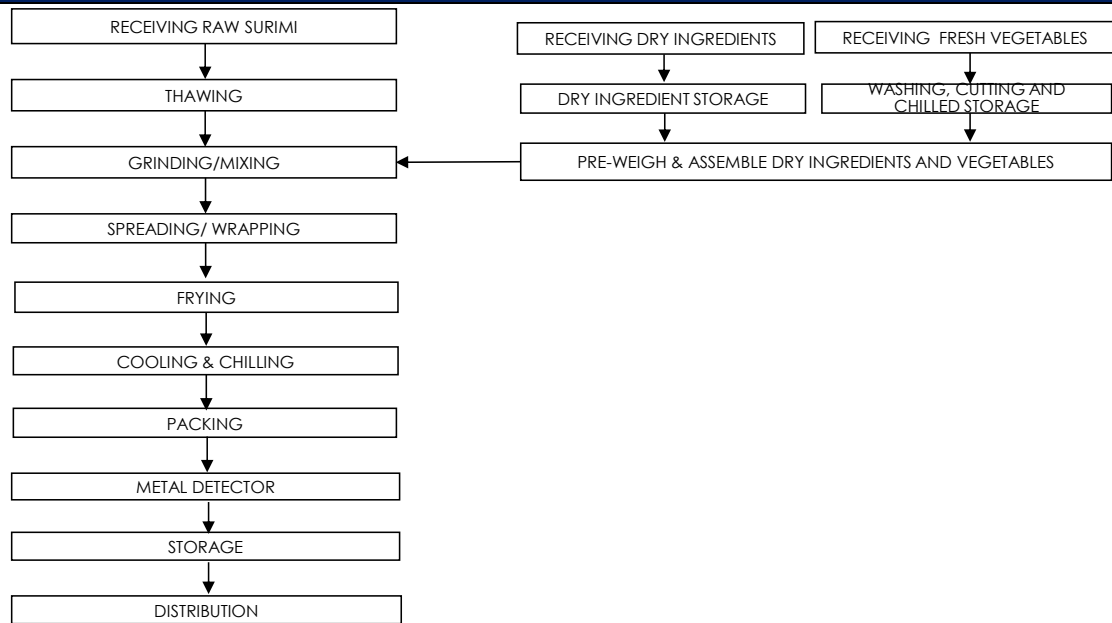 RECEIVING RAW SURIMI
THAWING
GRINDING/MIXING
SPREADING/ WRAPPING
FRYING
COOLING & CHILLING
PACKING
METAL DETECTOR
STORAGE
DISTRIBUTION
RECEIVING DRY INGREDIENTS
DRY INGREDIENT STORAGE
RECEIVING FRESH VEGETABLES
WASHING, CUTTING AND
CHILLED STORAGE
PRE-WEIGH & ASSEMBLE DRY INGREDIENTS AND VEGETABLES